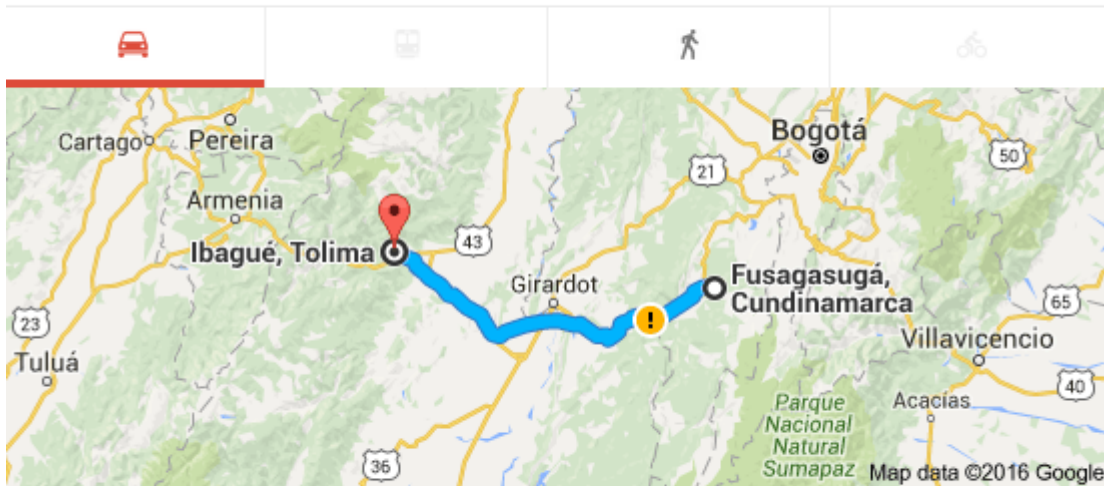 Bogotá
50
Cartago
Pereira
21
Armenia
43
Ibagué, Tolima
Girardot
Fusagasugá,
Cundinamarca
65
23
Villavicencio
Tuluá
40
Parque
Nacional
Natural
Sumapaz
Acacías
36
Map data ©2016 Google